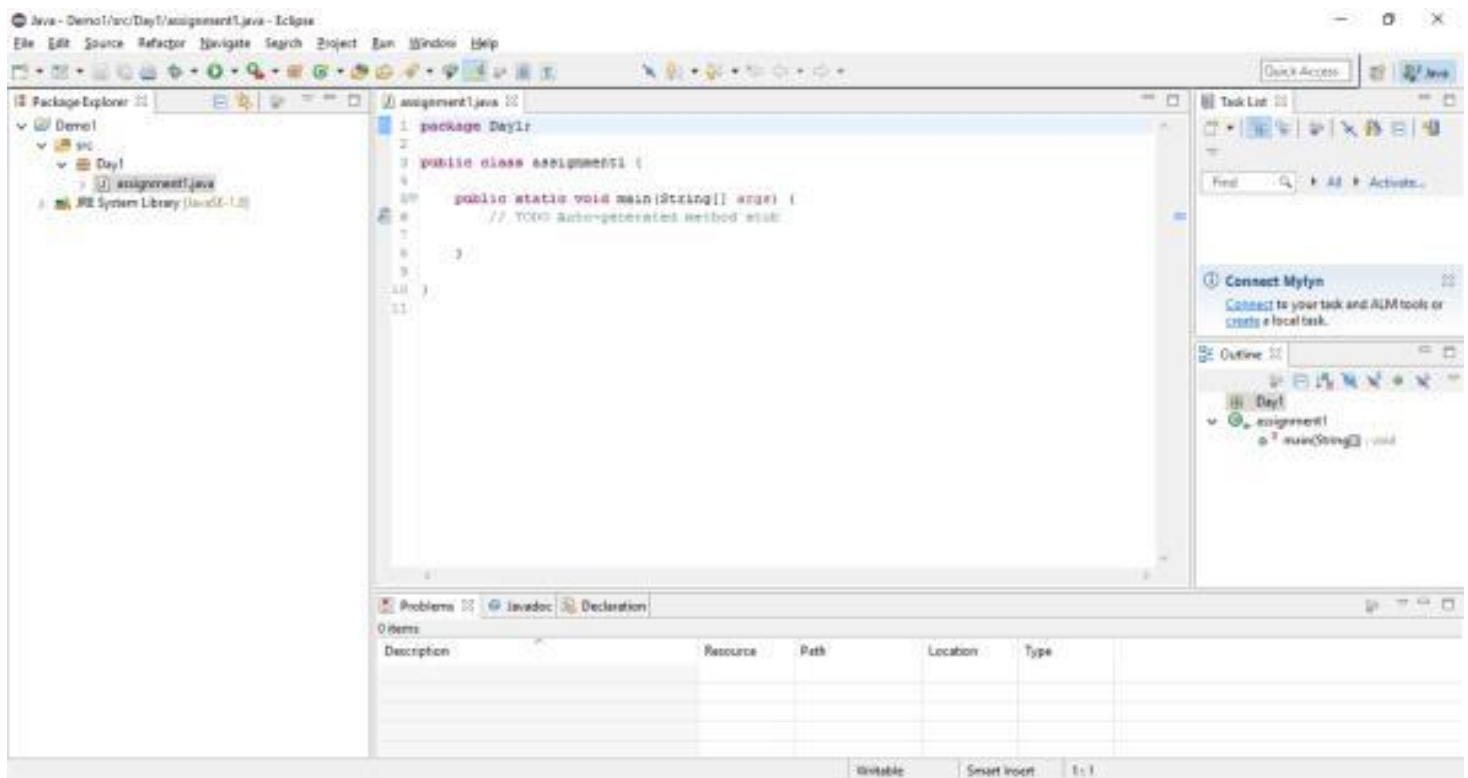 Java - Demo1/src/Day1/assignment1.java - Eclipse
File Edit Source Refactor Navigate Search Project Run Window Help
Quick Access
Java
Package Explorer
Demo1
src
Day1
assignment1.java
JRE System Library [JavaSE-1.8]
assignment1.java
1 package Day1;
2
3 public class assignment1 {
4
5 public static void main(String[] args) {
6 // TODO Auto-generated method stub
7
8 }
9
10 }
11
Task List
Find All Activate...
Connect Mylyn
Connect to your task and ALM tools or
create a local task.
Outline
Day1
assignment1
main(String[]) : void
Problems Javadoc Declaration
0 items
Description Resource Path Location Type
Writable Smart Insert 1 : 1